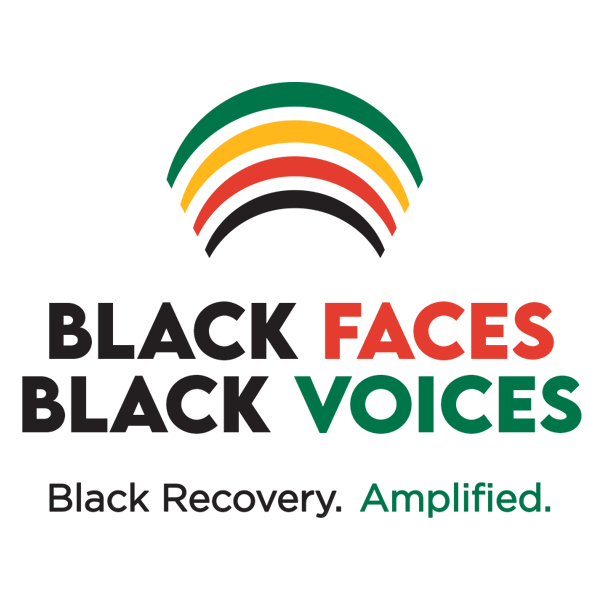 BLACK FACES
BLACK VOICES
Black Recovery. Amplified.